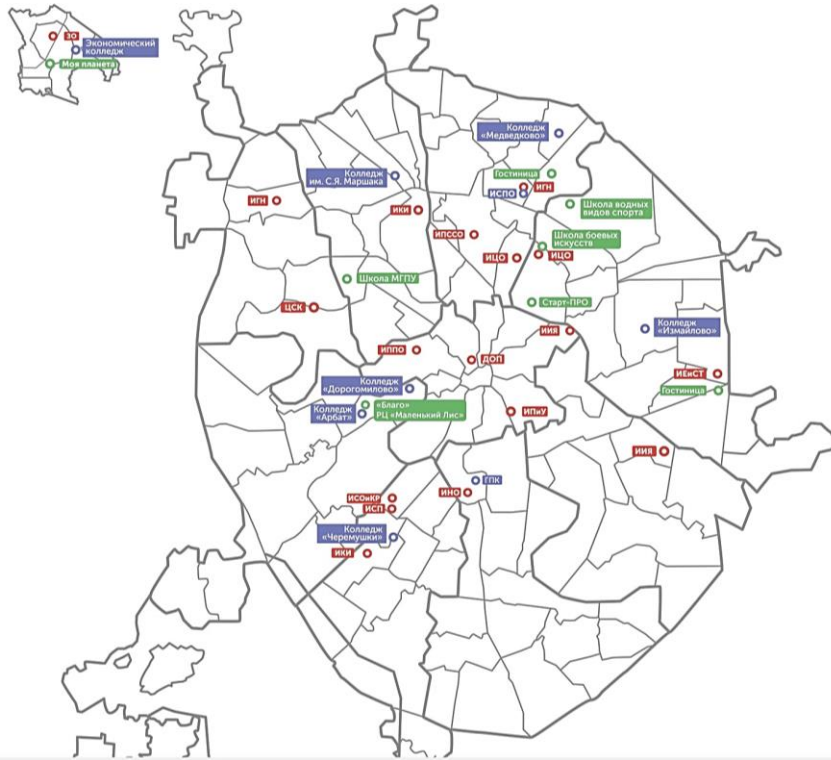 ЗО
Экономический
колледж
Моя планета
Колледж
«Медведково»
Гостиница
ИГН
ИСПО
Колледж
им. С.Я. Маршака
ИГН
ИКИ
Школа водных
видов спорта
ИПССО
Школа боевых
искусств
ИЦО
ИЦО
Школа МГПУ
Старт-ПРО
ЦСК
Колледж
«Измайлово»
ИИЯ
ИППО
ДОП
ИЕиСТ
Гостиница
Колледж
«Дорогомилово»
Колледж
«Арбат»
«Благо»
РЦ «Маленький Лис»
ИПиУ
ИИЯ
ГПК
ИНО
ИСОиКР
ИСП
Колледж
«Черемушки»
ИКИ